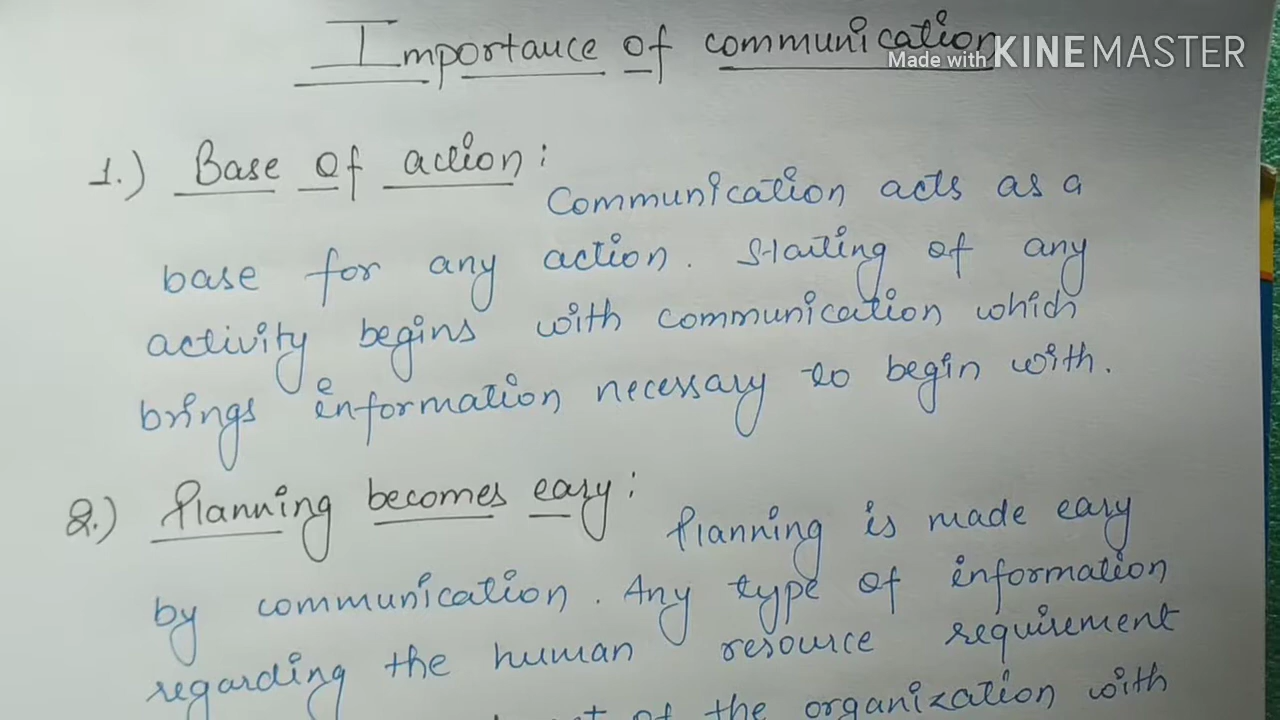 Importance of communication
Made with KINEMASTER
1.) Base of action:
Communication acts as a
base for any action. Starting of any
activity begins with communication which
brings information necessary to begin with.
2.) Planning becomes easy:
Planning is made easy
by communication. Any type of information
regarding the human resource requirement
of the organization with